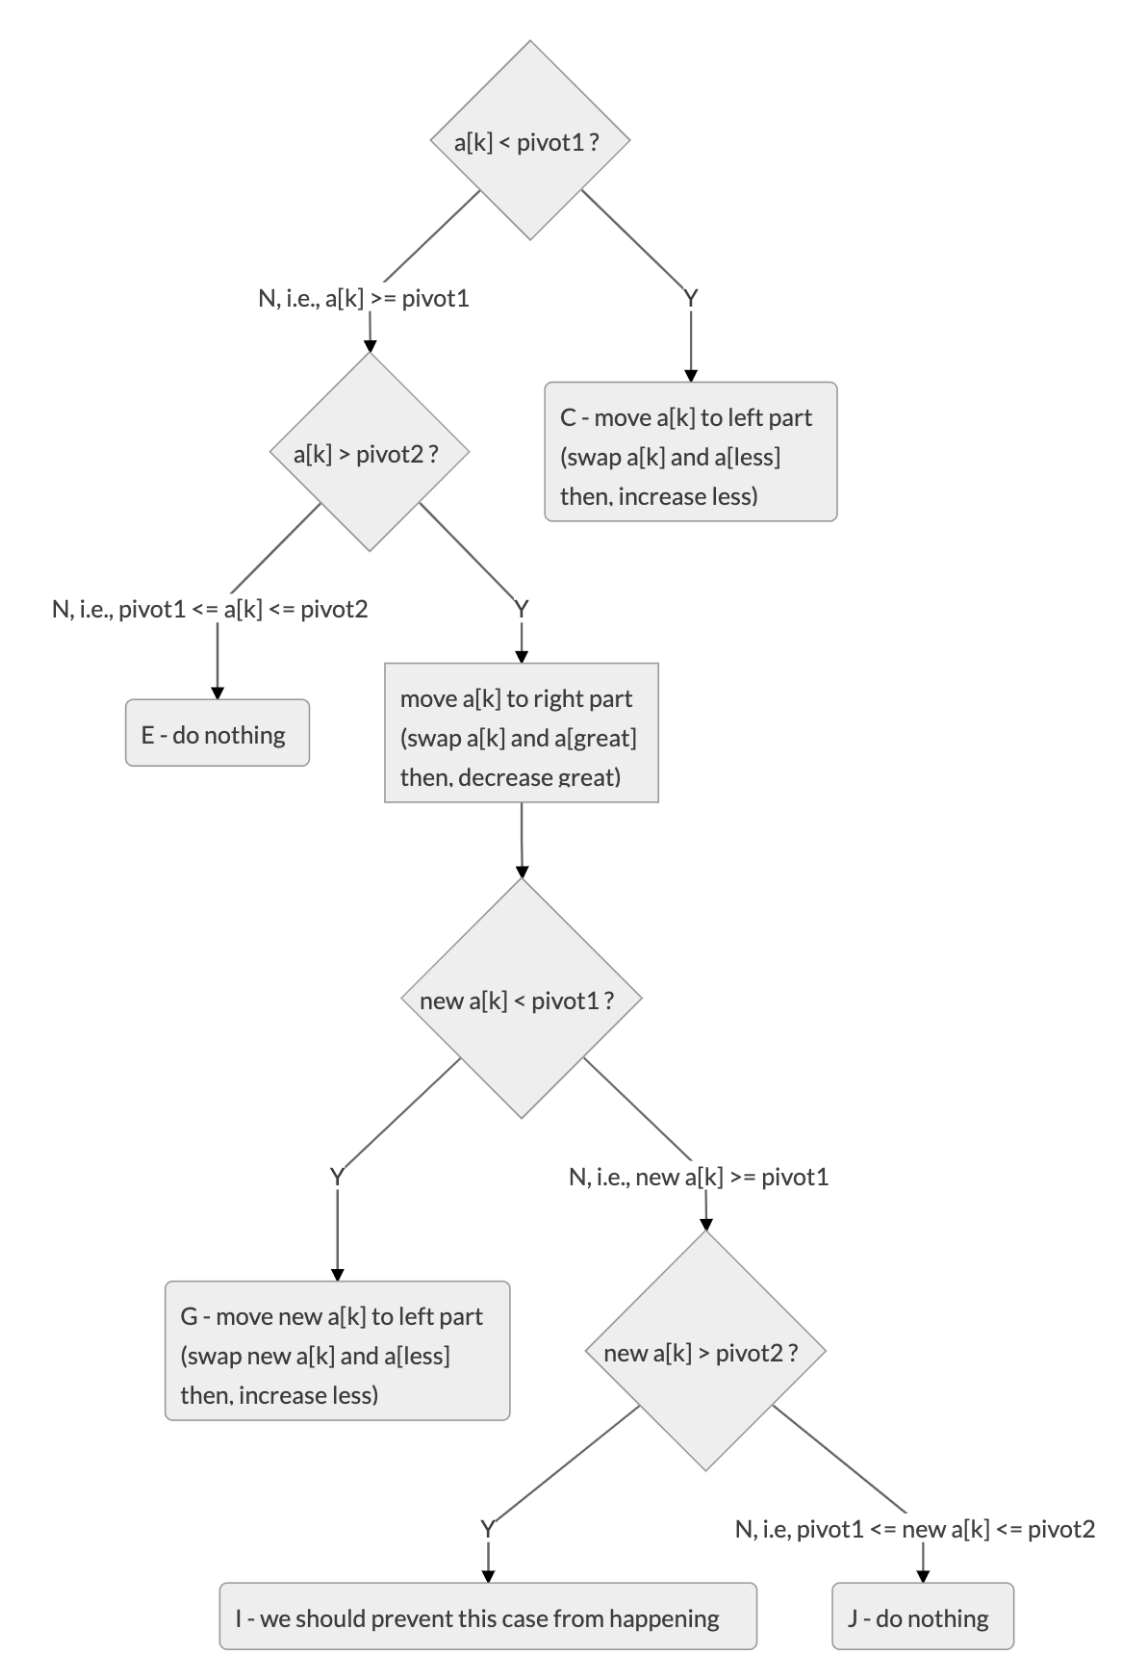 a[k] < pivot1 ?
N, i.e., a[k] >= pivot1
Y
a[k] > pivot2 ?
C - move a[k] to left part
(swap a[k] and a[less]
then, increase less)
N, i.e., pivot1 <= a[k] <= pivot2
Y
E - do nothing
move a[k] to right part
(swap a[k] and a[great]
then, decrease great)
new a[k] < pivot1 ?
Y
N, i.e., new a[k] >= pivot1
G - move new a[k] to left part
(swap new a[k] and a[less]
then, increase less)
new a[k] > pivot2 ?
Y
N, i.e, pivot1 <= new a[k] <= pivot2
I - we should prevent this case from happening
J - do nothing